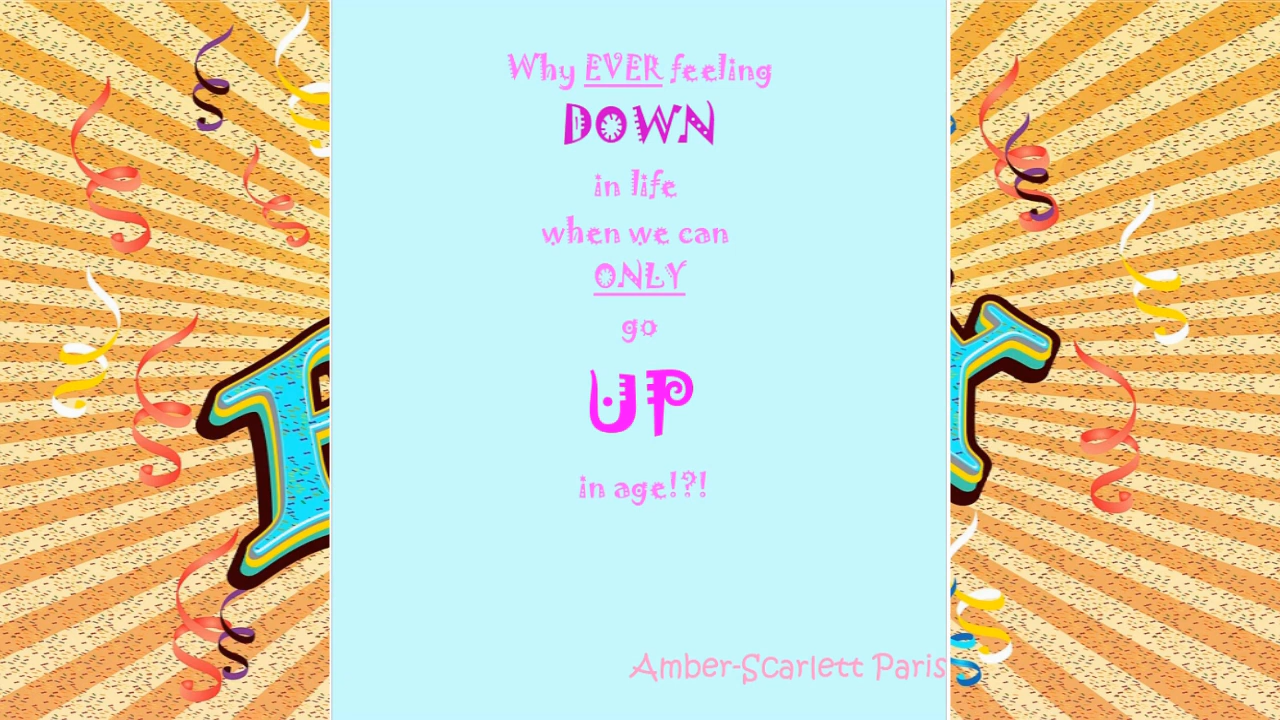 Why EVER feeling
DOWN
in life
when we can
ONLY
go
UP
in age!?!
Amber-Scarlett Paris